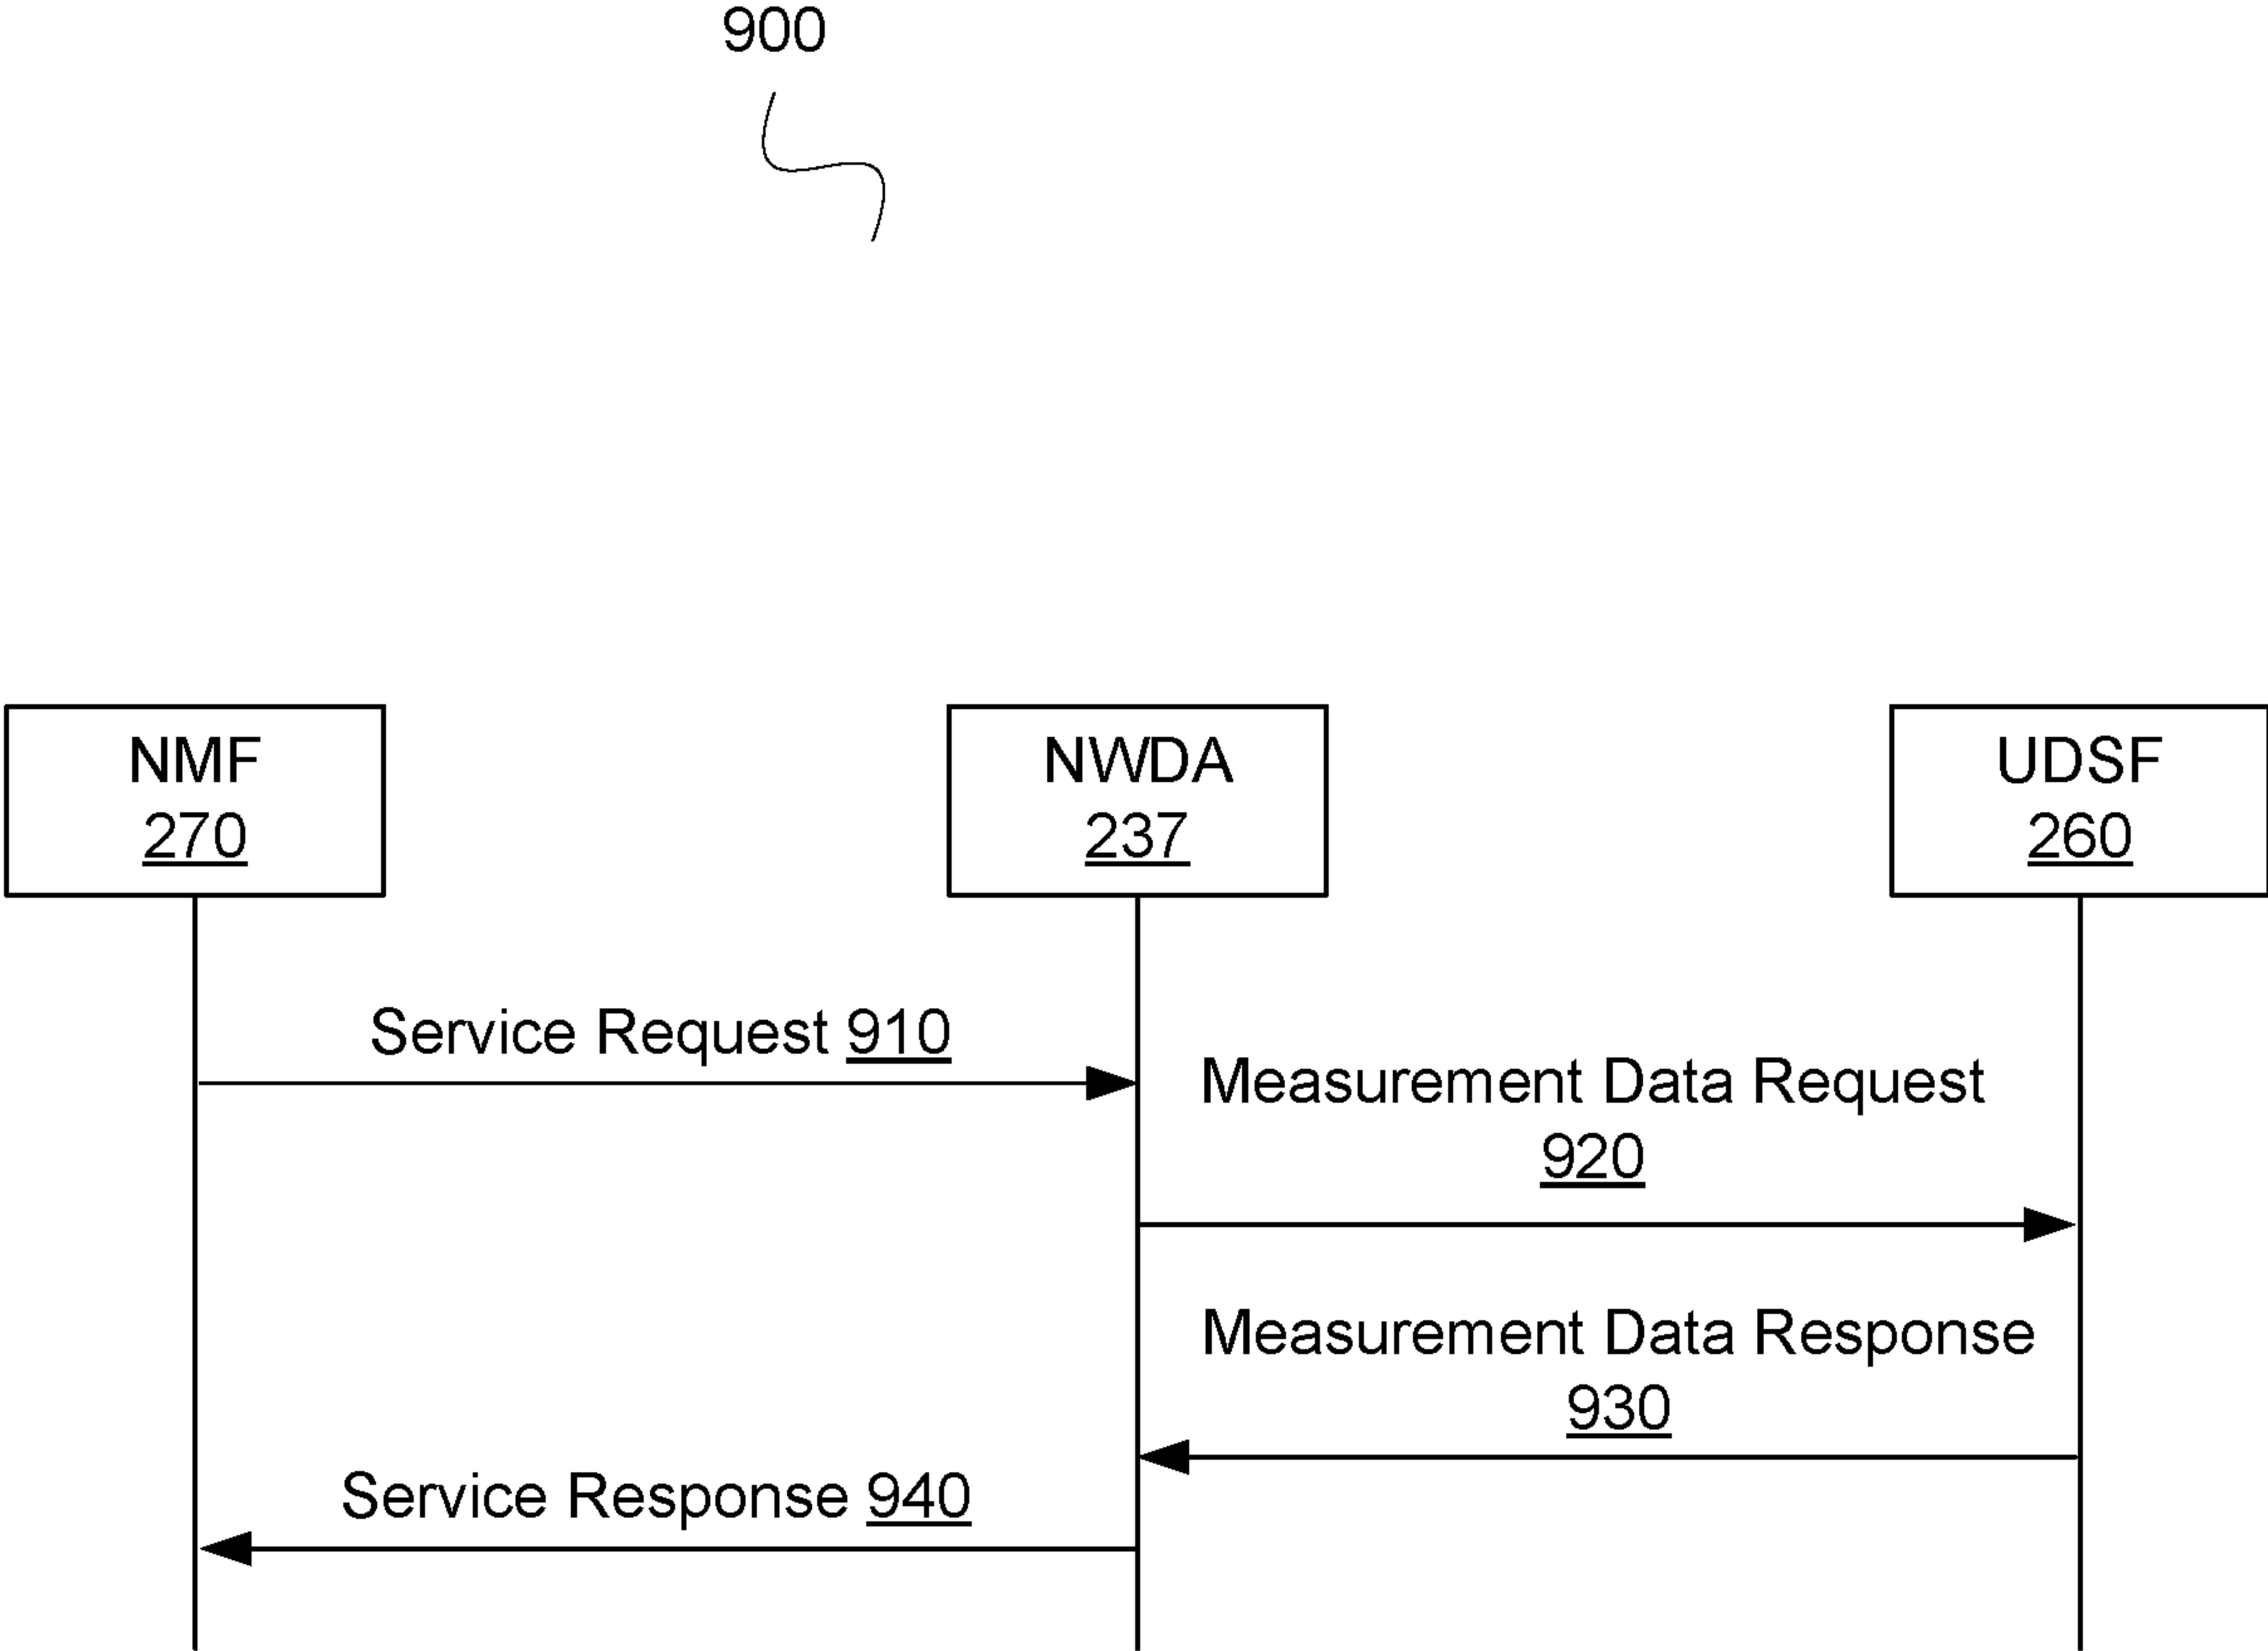 900
NMF
270
NWDA
237
UDSF
260
Service Request 910
Measurement Data Request
920
Measurement Data Response
930
Service Response 940